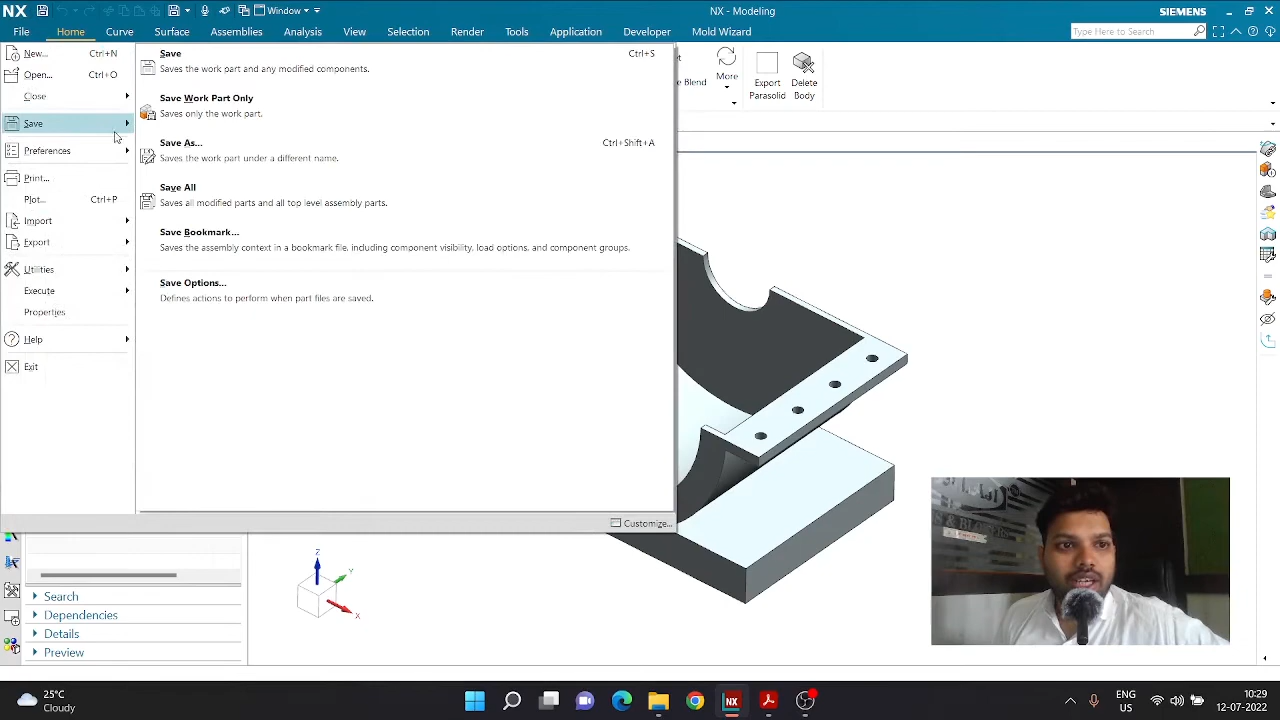 NX
Window
NX - Modeling
SIEMENS
File
Home
Curve
Surface
Assemblies
Analysis
View
Selection
Render
Tools
Application
Developer
Mold Wizard
Type Here to Search
New...
Ctrl+N
Open...
Ctrl+O
Close
Save
Preferences
Print...
Plot...
Ctrl+P
Import
Export
Utilities
Execute
Properties
Help
Exit
Save
Ctrl+S
Saves the work part and any modified components.
Save Work Part Only
Saves only the work part.
Save As...
Ctrl+Shift+A
Saves the work part under a different name.
Save All
Saves all modified parts and all top level assembly parts.
Save Bookmark...
Saves the assembly context in a bookmark file, including component visibility, load options, and component groups.
Save Options...
Defines actions to perform when part files are saved.
Customize...
Blend
More
Export
Parasolid
Delete
Body
Search
Dependencies
Details
Preview
Z
Y
X
25°C
Cloudy
NX
ENG
US
10:29
12-07-2022